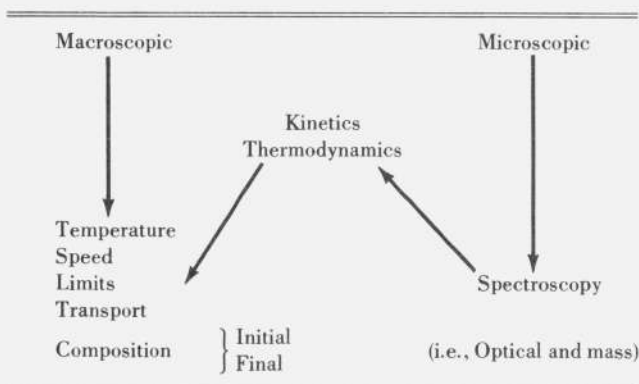 Macroscopic
Microscopic
Kinetics
Thermodynamics
Temperature
Speed
Limits
Transport
Spectroscopy
Composition } Initial
Final
(i.e., Optical and mass)